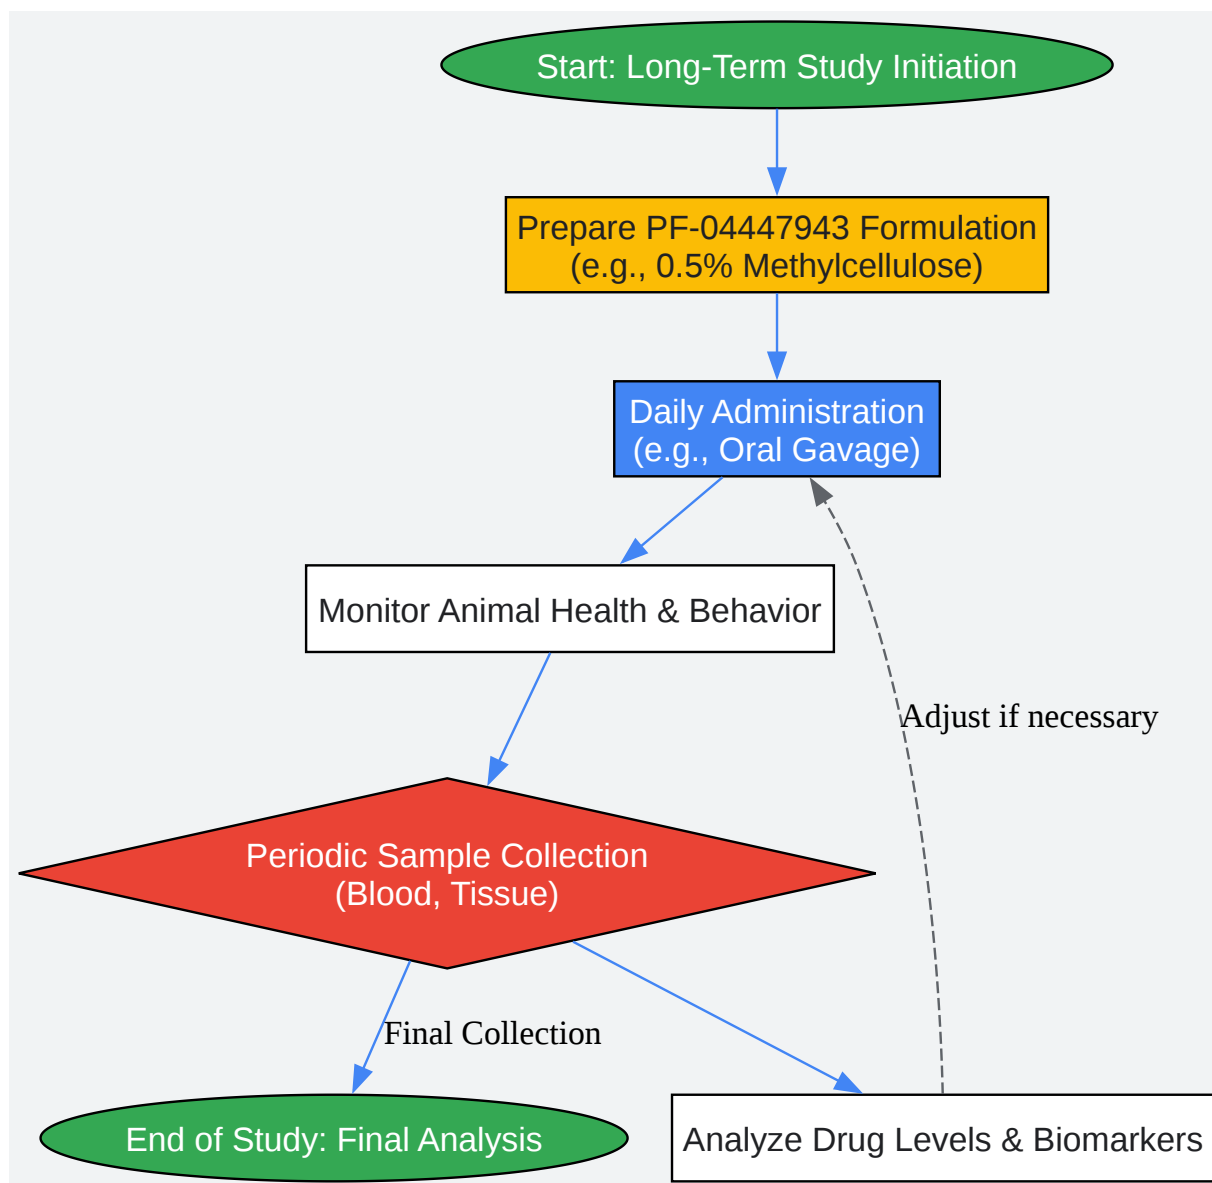 Start: Long-Term Study Initiation
Prepare PF-04447943 Formulation
(e.g., 0.5% Methylcellulose)
Daily Administration
(e.g., Oral Gavage)
Monitor Animal Health & Behavior
Adjust if necessary
Periodic Sample Collection
(Blood, Tissue)
Final Collection
End of Study: Final Analysis
Analyze Drug Levels & Biomarkers